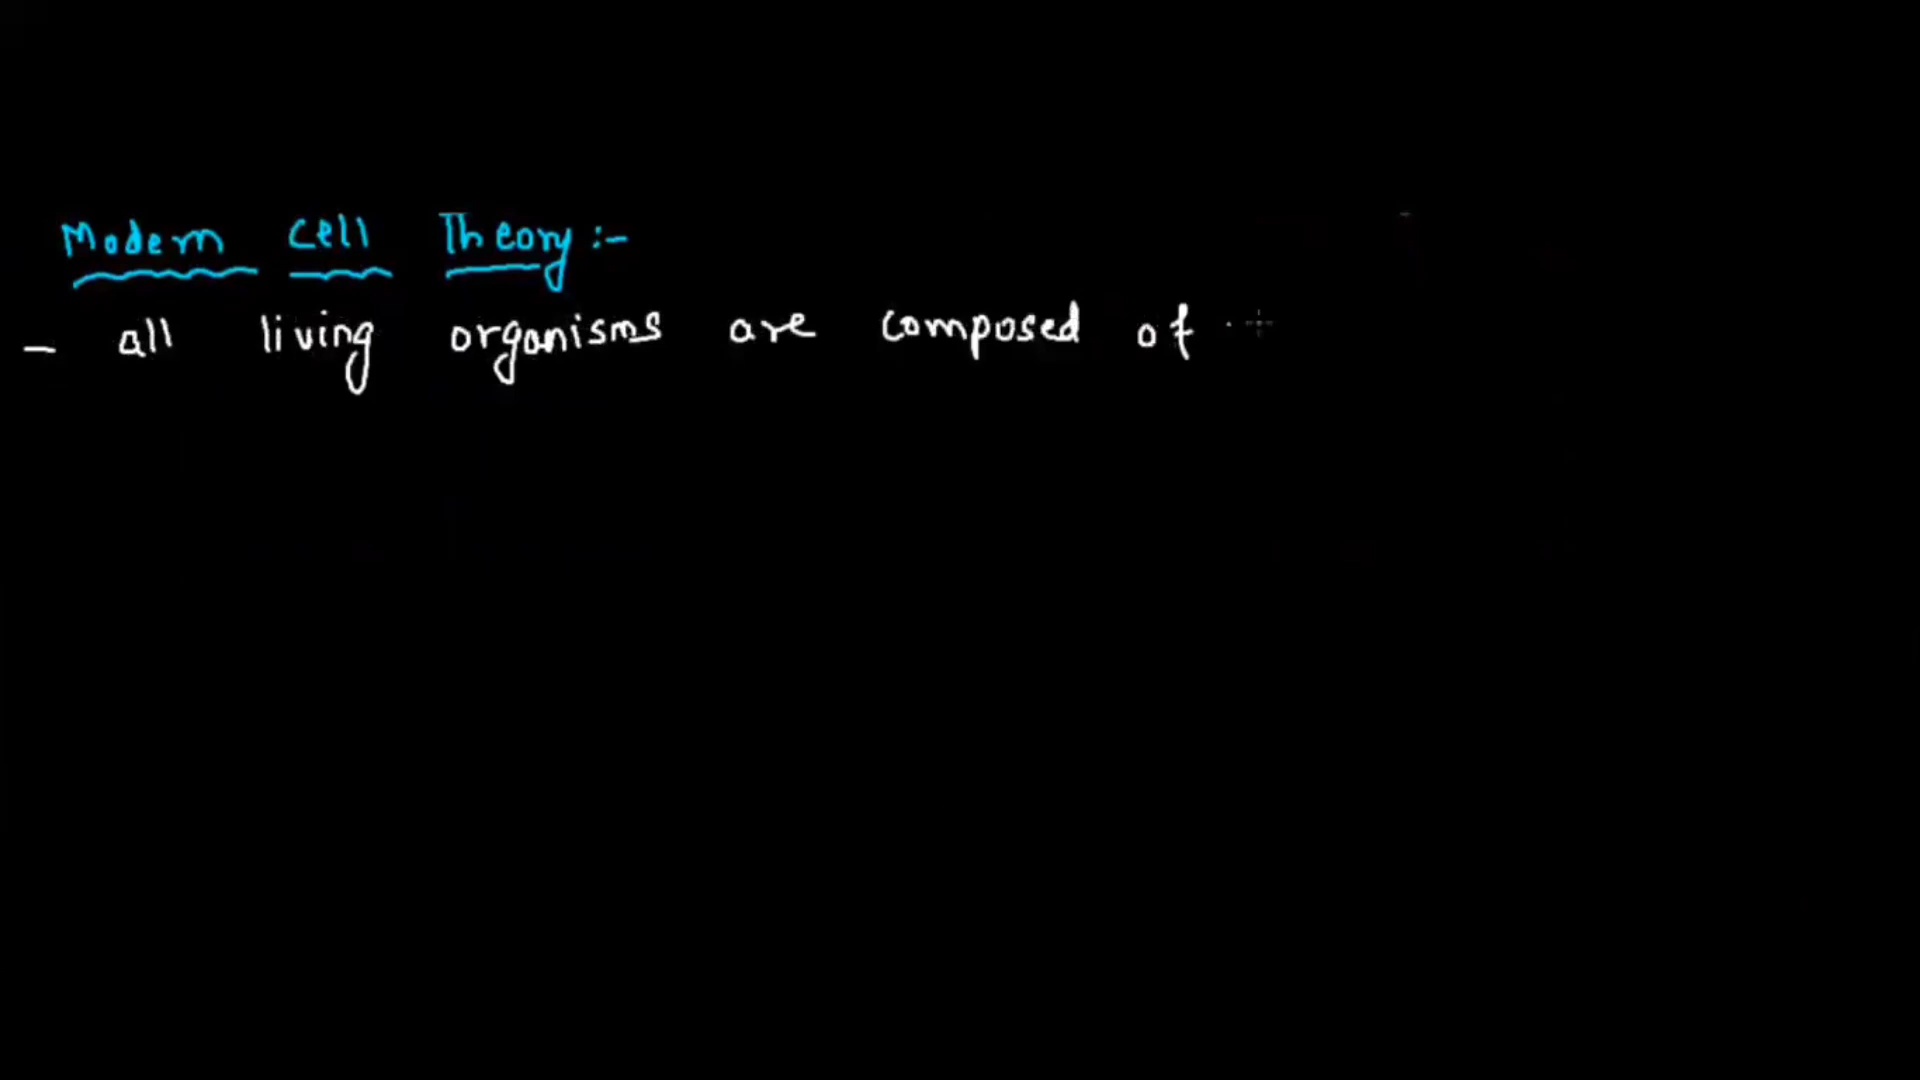 Modern Cell Theory :-
- all living organisms are composed of